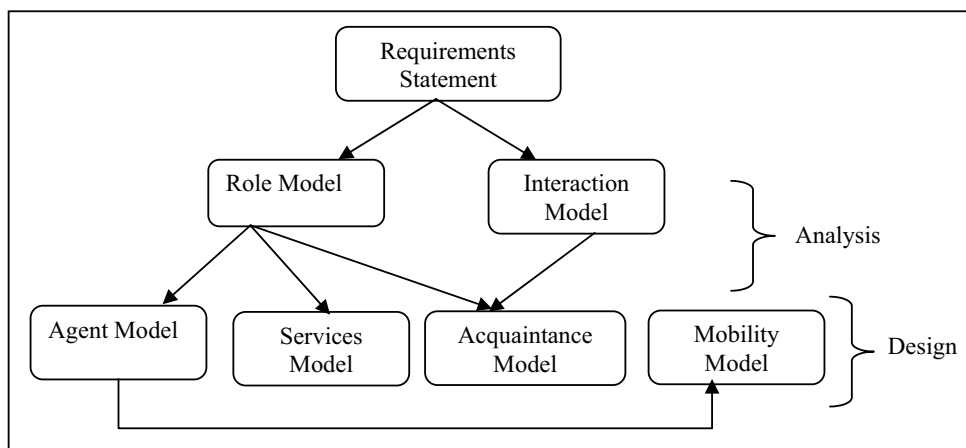 Requirements
Statement
Role Model
Interaction
Model
Analysis
Agent Model
Services
Model
Acquaintance
Model
Mobility
Model
Design